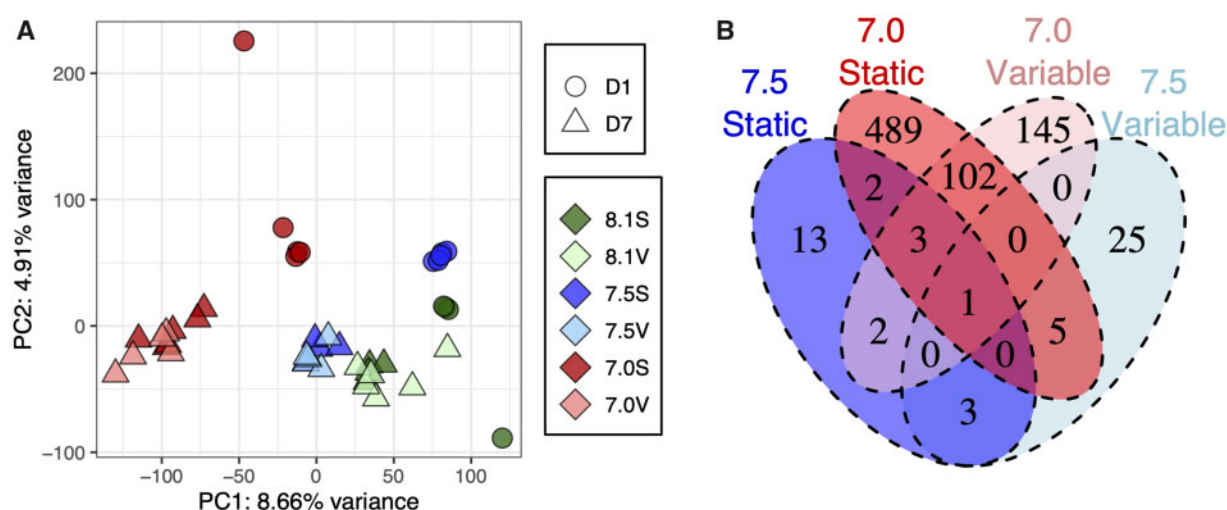 A
PC2: 4.91% variance
200
100
0
−100
−100
−50
0
50
100
PC1: 8.66% variance
D1
D7
8.1S
8.1V
7.5S
7.5V
7.0S
7.0V
B
7.5
Static
7.0
Static
7.0
Variable
7.5
Variable
489
145
2
102
0
13
3
0
25
1
2
0
0
5
3